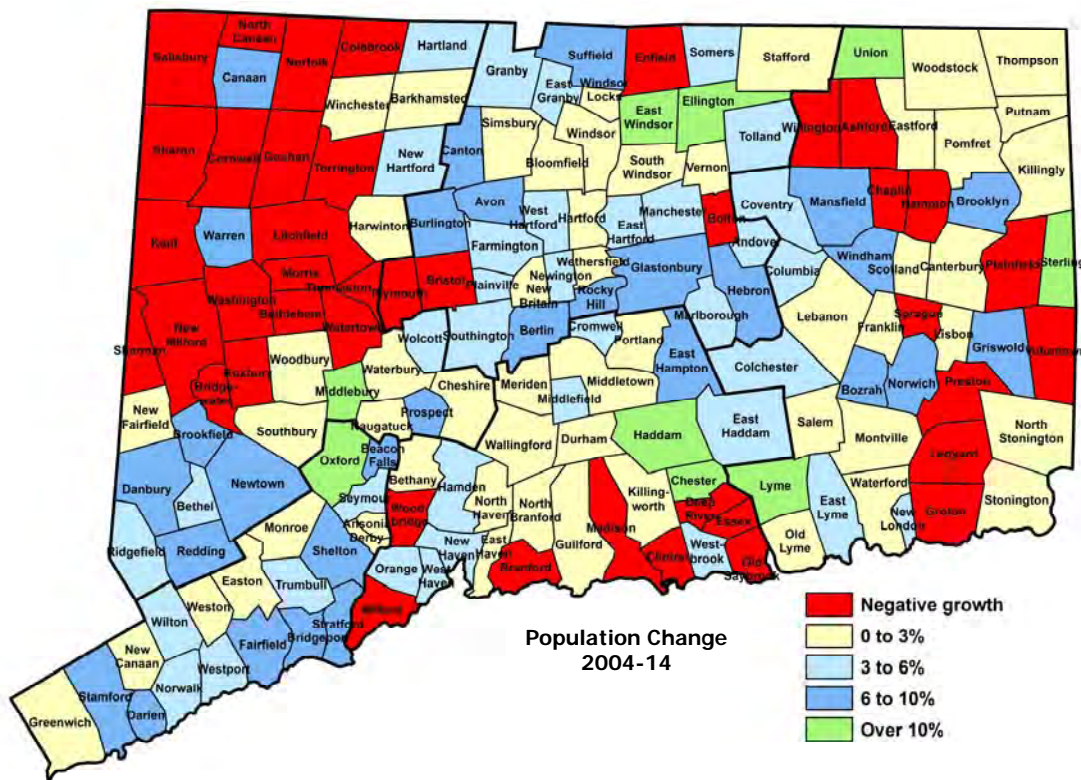 Salisbury
North
Canaan
Canaan
Norfolk
Colebrook
Hartland
Granby
Suffield
East
Granby
Windsor
Locks
Enfield
Somers
Stafford
Union
Woodstock
Thompson
Putnam
Winchester
Barkhamsted
Simsbury
Windsor
East
Windsor
Ellington
Tolland
Willington
Ashford
Eastford
Pomfret
Killingly
Sharon
Cornwall
Goshen
Torrington
New
Hartford
Canton
Bloomfield
South
Windsor
Vernon
Coventry
Mansfield
Chaplin
Hampton
Brooklyn
Kent
Warren
Litchfield
Harwinton
Burlington
Avon
West
Hartford
Hartford
East
Hartford
Manchester
Bolton
Andover
Columbia
Windham
Scotland
Canterbury
Plainfield
Sterling
Farmington
Washington
Morris
Bethlehem
Thomaston
Watertown
Plymouth
Bristol
Plainville
New
Britain
Newington
Wethersfield
Rocky
Hill
Glastonbury
Marlborough
Hebron
Lebanon
Franklin
Sprague
Lisbon
Griswold
Voluntown
Sherman
New
Milford
Roxbury
Bridge-
water
Woodbury
Wolcott
Southington
Berlin
Cromwell
Portland
East
Hampton
Colchester
Bozrah
Norwich
Preston
New
Fairfield
Brookfield
Southbury
Middlebury
Waterbury
Naugatuck
Prospect
Cheshire
Meriden
Middletown
Middlefield
East
Haddam
Salem
Montville
Ledyard
North
Stonington
Danbury
Bethel
Newtown
Oxford
Beacon
Falls
Bethany
Wallingford
Durham
Haddam
Chester
Lyme
Waterford
Groton
Stonington
Ridgefield
Redding
Monroe
Seymour
Ansonia
Derby
Wood
bridge
Hamden
North
Haven
North
Branford
Guilford
Madison
Killing-
worth
Deep
River
Essex
Old
Lyme
East
Lyme
New
London
Easton
Shelton
Trumbull
Orange
West
Haven
New
Haven
East
Haven
Branford
Clinton
West-
brook
Old
Saybrook
Wilton
Weston
Fairfield
Bridgeport
Stratford
Milford
New
Canaan
Norwalk
Westport
Greenwich
Stamford
Darien
Population Change
2004-14
Negative growth
0 to 3%
3 to 6%
6 to 10%
Over 10%